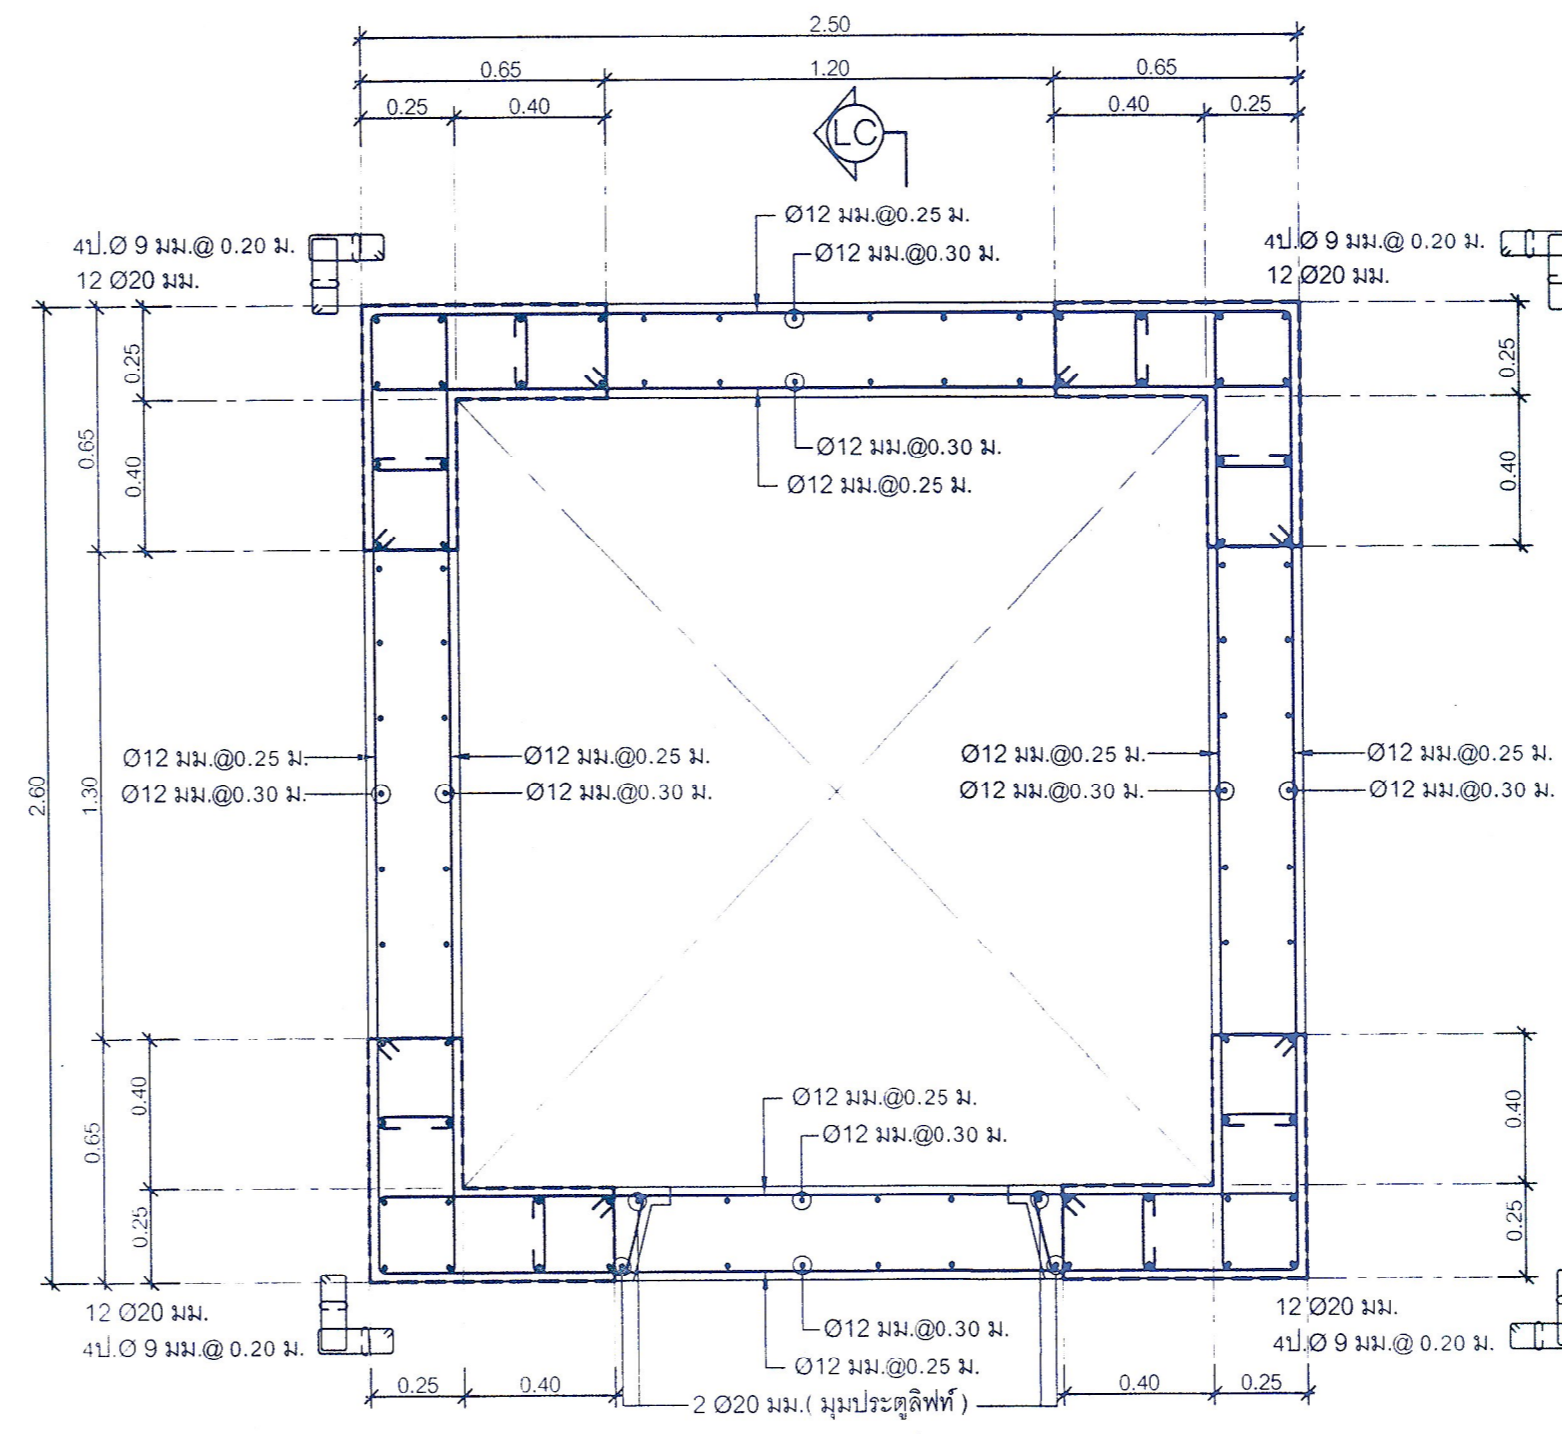 2.50
0.65 1.20 0.65
0.25 0.40 0.40 0.25
LC
Ø12 มม.@0.25 ม.
4ป.Ø 9 มม.@ 0.20 ม. Ø12 มม.@0.30 ม. 4ป.Ø 9 มม.@ 0.20 ม.
12 Ø20 มม. 12 Ø20 มม.
0.25 0.25
0.65 Ø12 มม.@0.30 ม.
0.40 Ø12 มม.@0.25 ม. 0.40
Ø12 มม.@0.25 ม. Ø12 มม.@0.25 ม. Ø12 มม.@0.25 ม. Ø12 มม.@0.25 ม.
2.60 1.30 Ø12 มม.@0.30 ม. Ø12 มม.@0.30 ม. Ø12 มม.@0.30 ม. Ø12 มม.@0.30 ม.
0.40 Ø12 มม.@0.25 ม. 0.40
0.65 Ø12 มม.@0.30 ม.
0.25 0.25
12 Ø20 มม. Ø12 มม.@0.30 ม. 12 Ø20 มม.
4ป.Ø 9 มม.@ 0.20 ม. Ø12 มม.@0.25 ม. 4ป.Ø 9 มม.@ 0.20 ม.
0.25 0.40 0.40 0.25
2 Ø20 มม.( มุมประตูลิฟท์ )